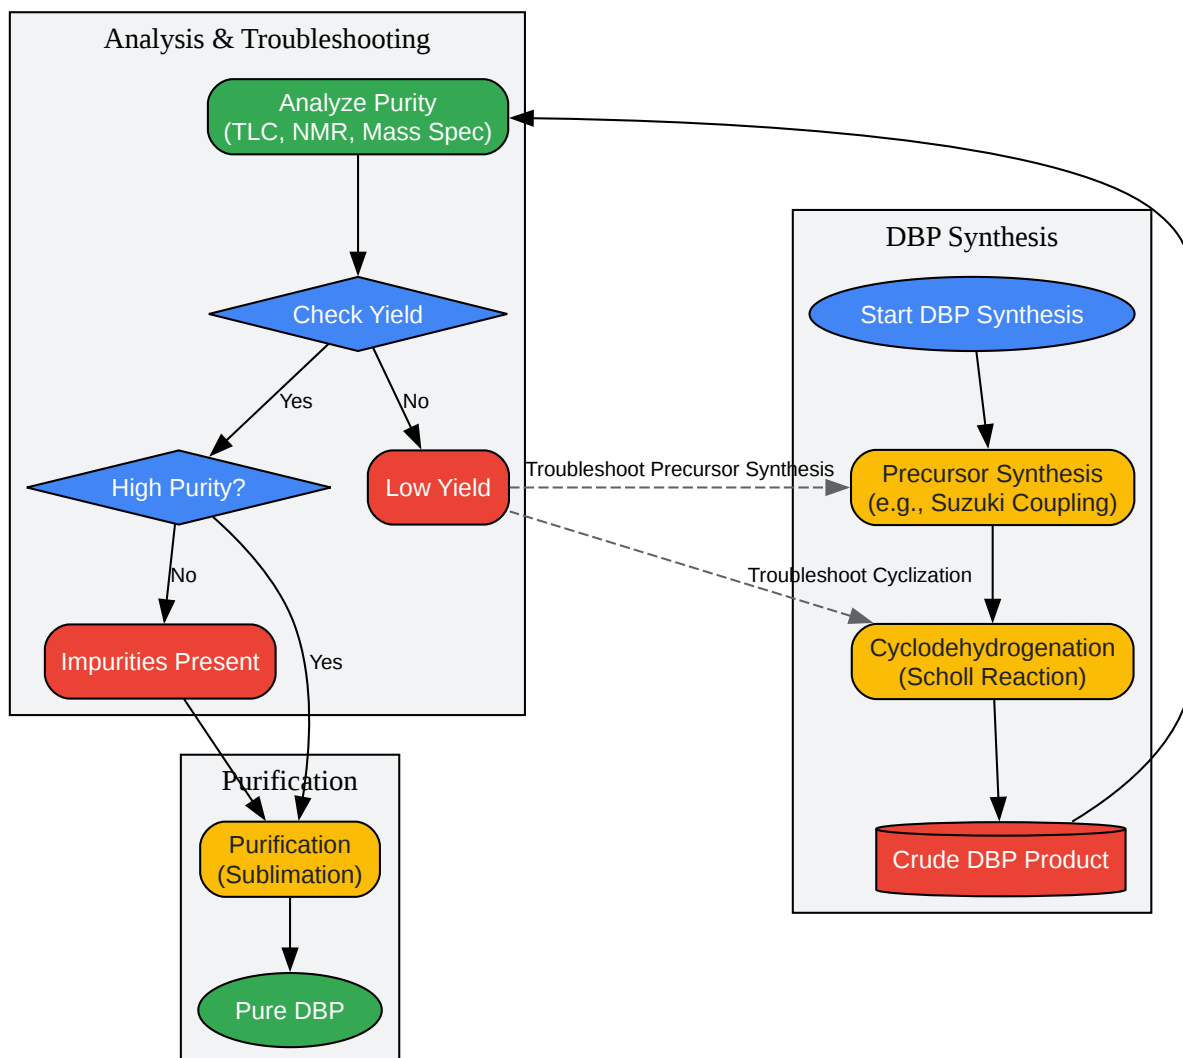 Analysis & Troubleshooting
Analyze Purity
(TLC, NMR, Mass Spec)
Check Yield
Yes
No
High Purity?
Low Yield
No
Yes
Impurities Present
Troubleshoot Precursor Synthesis
Troubleshoot Cyclization
DBP Synthesis
Start DBP Synthesis
Precursor Synthesis
(e.g., Suzuki Coupling)
Cyclodehydrogenation
(Scholl Reaction)
Crude DBP Product
Purification
Purification
(Sublimation)
Pure DBP